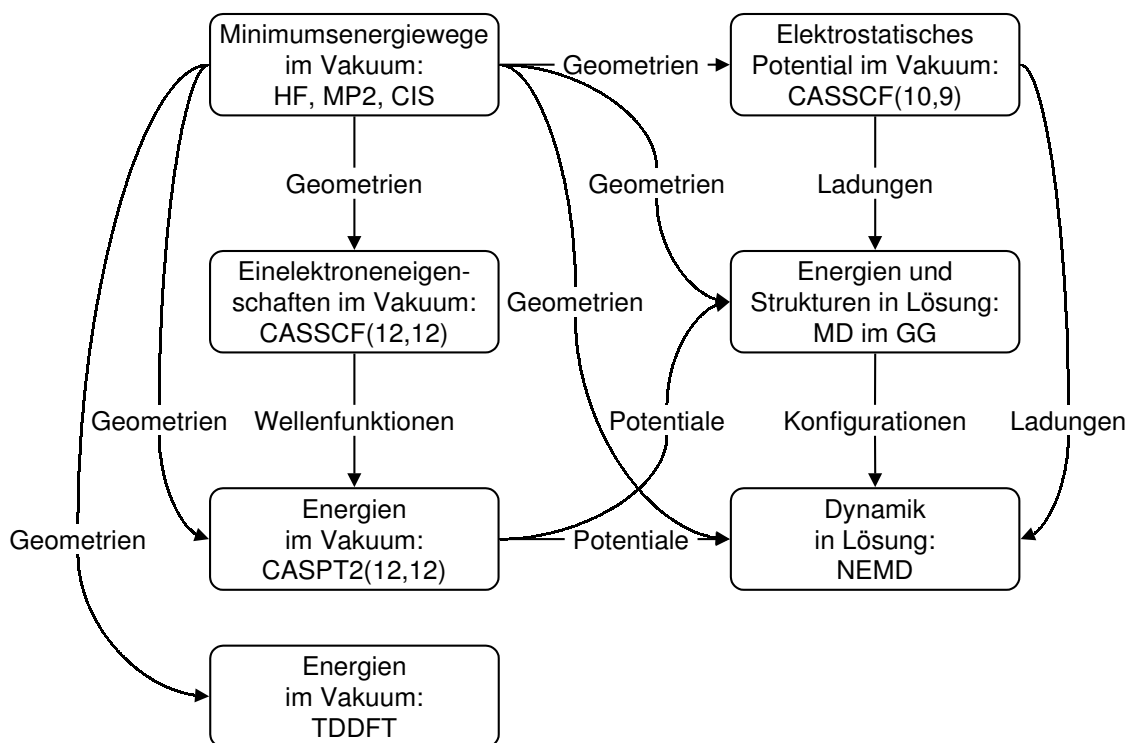 Minimumsenergiewege
im Vakuum:
HF, MP2, CIS
Geometrien
Elektrostatisches
Potential im Vakuum:
CASSCF(10,9)
Geometrien
Geometrien
Ladungen
Einelektroneneigen-
schaften im Vakuum:
CASSCF(12,12)
Geometrien
Energien und
Strukturen in Lösung:
MD im GG
Geometrien
Wellenfunktionen
Potentiale
Konfigurationen
Ladungen
Geometrien
Energien
im Vakuum:
CASPT2(12,12)
Potentiale
Dynamik
in Lösung:
NEMD
Energien
im Vakuum:
TDDFT